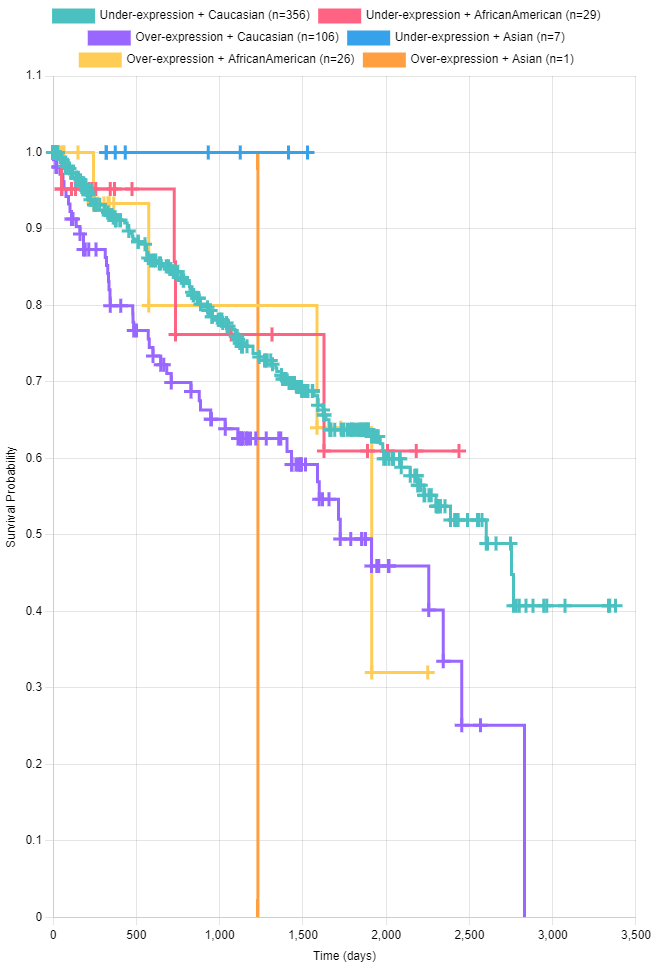 Under-expression + Caucasian (n=356) Under-expression + AfricanAmerican (n=29)
Over-expression + Caucasian (n=106) Under-expression + Asian (n=7)
Over-expression + AfricanAmerican (n=26) Over-expression + Asian (n=1)
1.1
1.0
0.9
0.8
0.7
0.6
0.5
0.4
0.3
0.2
0.1
0
Survival Probability
0 500 1,000 1,500 2,000 2,500 3,000 3,500
Time (days)